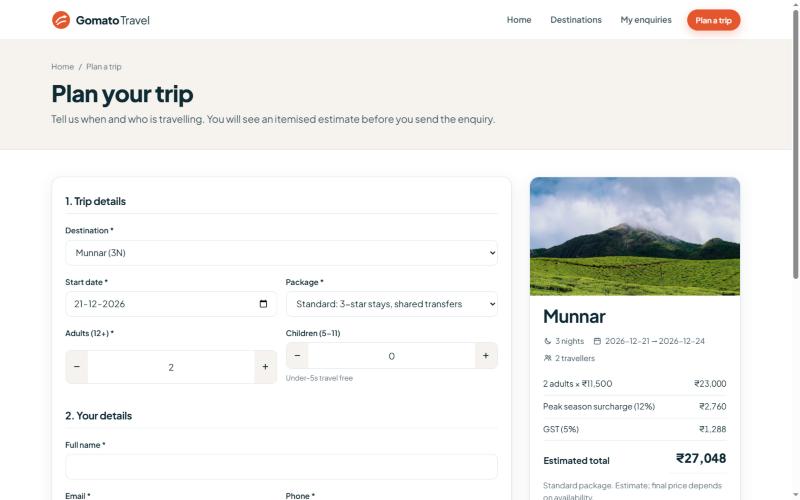 Gomato Travel
Home
Destinations
My enquiries
Plan a trip
Home / Plan a trip
Plan your trip
Tell us when and who is travelling. You will see an itemised estimate before you send the enquiry.
1. Trip details
Destination *
Munnar (3N)
Start date *
21-12-2026
Package *
Standard: 3-star stays, shared transfers
Adults (12+) *
− 2 +
Children (5–11)
− 0 +
Under-5s travel free
2. Your details
Full name *
Email *
Phone *
Munnar
3 nights
2026-12-21 → 2026-12-24
2 travellers
2 adults × ₹11,500 ₹23,000
Peak season surcharge (12%) ₹2,760
GST (5%) ₹1,288
Estimated total ₹27,048
Standard package. Estimate; final price depends
on availability.